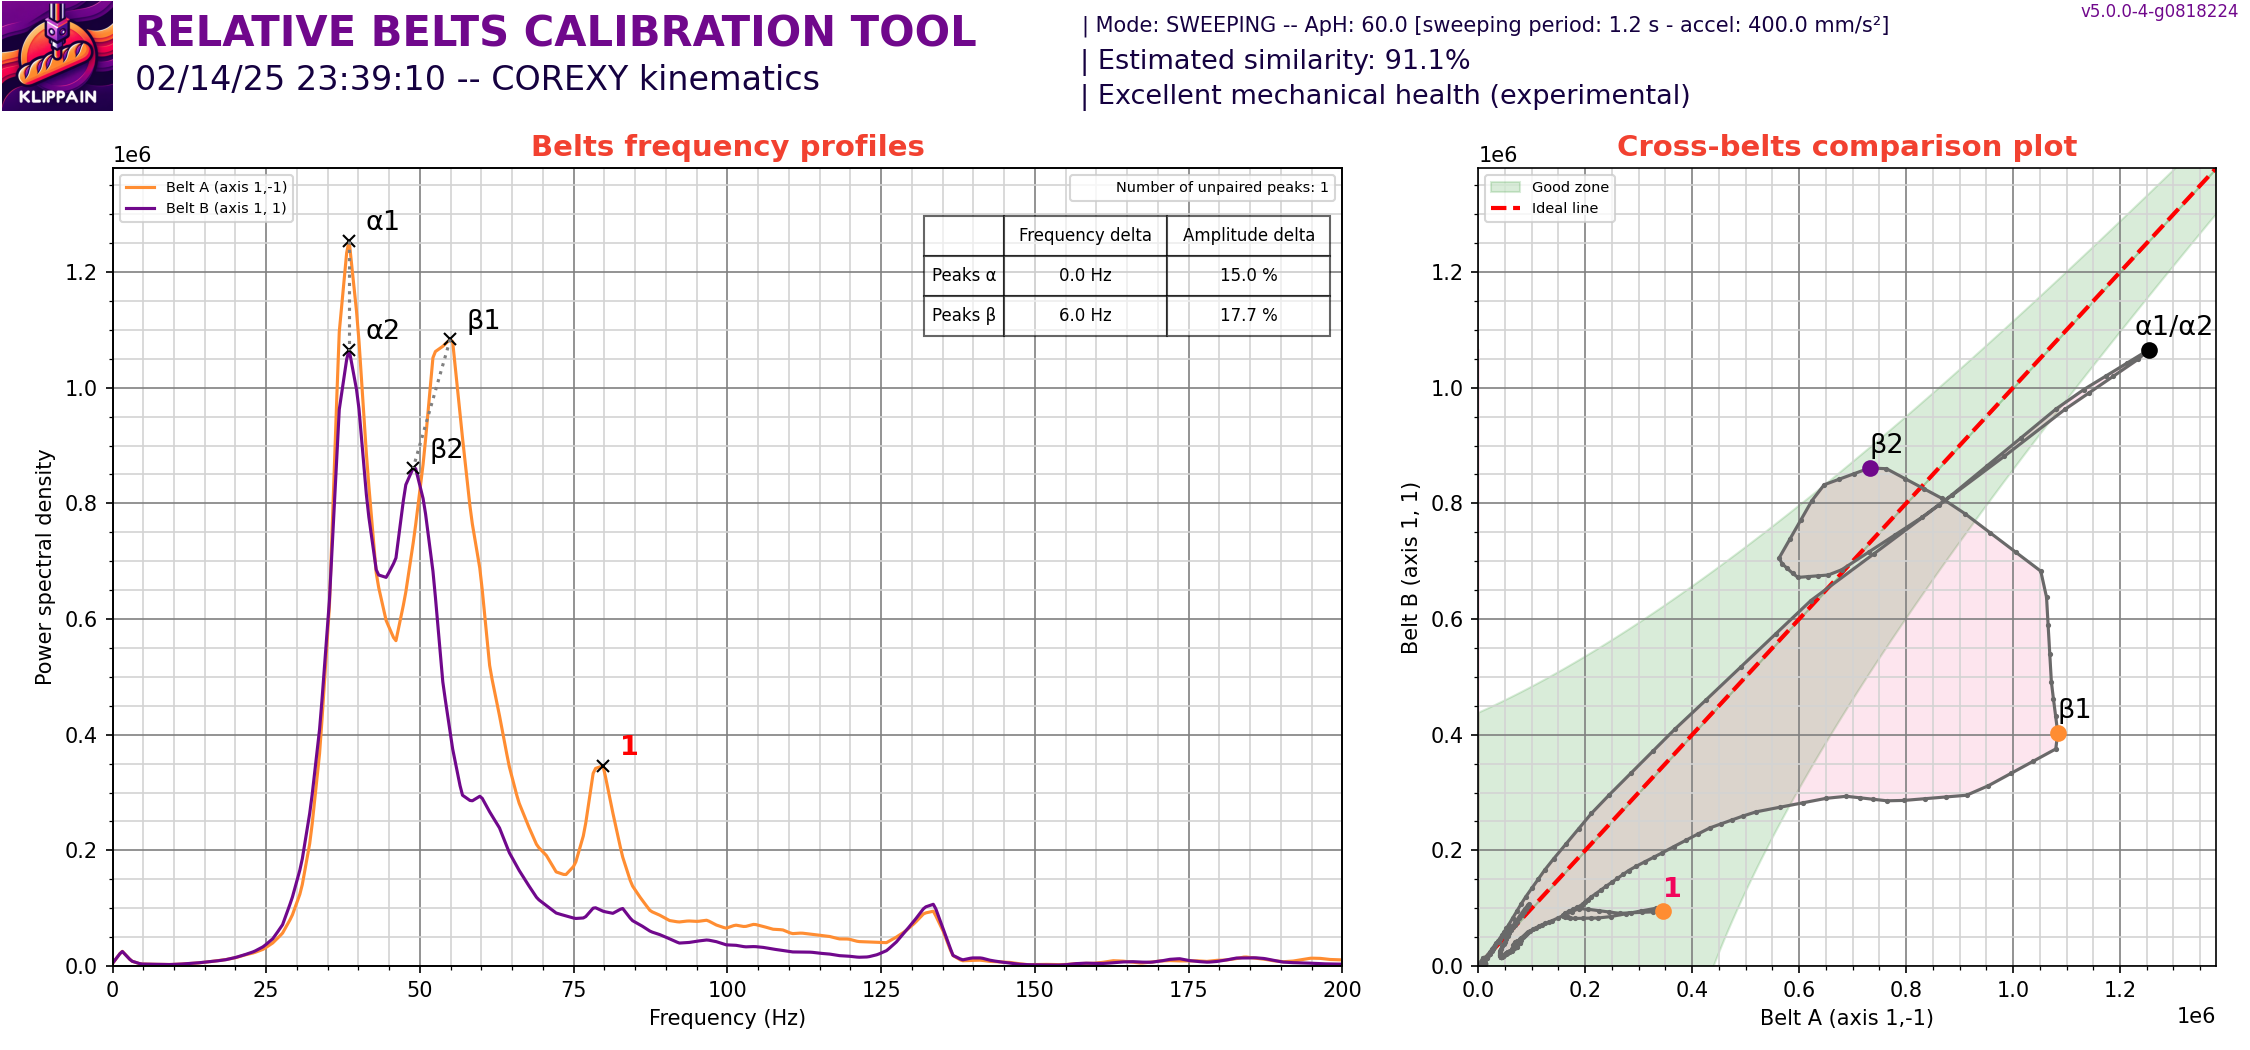 KLIPPAIN
RELATIVE BELTS CALIBRATION TOOL
02/14/25 23:39:10 -- COREXY kinematics
| Mode: SWEEPING -- ApH: 60.0 [sweeping period: 1.2 s - accel: 400.0 mm/s²]
| Estimated similarity: 91.1%
| Excellent mechanical health (experimental)
v5.0.0-4-g0818224
Belts frequency profiles
1e6
Belt A (axis 1,-1)
Belt B (axis 1, 1)
Number of unpaired peaks: 1
Frequency delta Amplitude delta
Peaks α 0.0 Hz 15.0 %
Peaks β 6.0 Hz 17.7 %
α1
α2
β1
β2
1
1.2
1.0
0.8
0.6
0.4
0.2
0.0
Power spectral density
0 25 50 75 100 125 150 175 200
Frequency (Hz)
Cross-belts comparison plot
1e6
Good zone
Ideal line
α1/α2
β2
β1
1
1.2
1.0
0.8
0.6
0.4
0.2
0.0
Belt B (axis 1, 1)
0.0 0.2 0.4 0.6 0.8 1.0 1.2
Belt A (axis 1,-1)
1e6